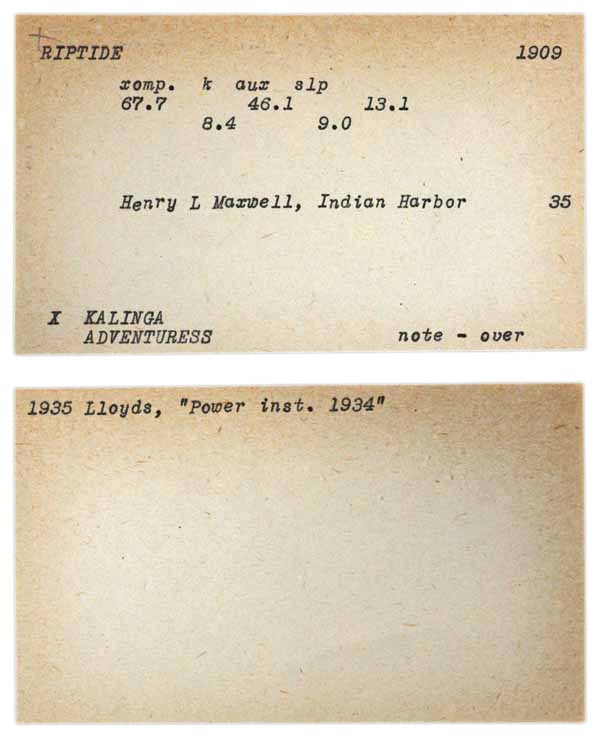 RIPTIDE 1909
xomp. k aux slp
67.7 46.1 13.1
8.4 9.0
Henry L Maxwell, Indian Harbor 35
X KALINGA
ADVENTURESS note - over
1935 Lloyds, "Power inst. 1934"